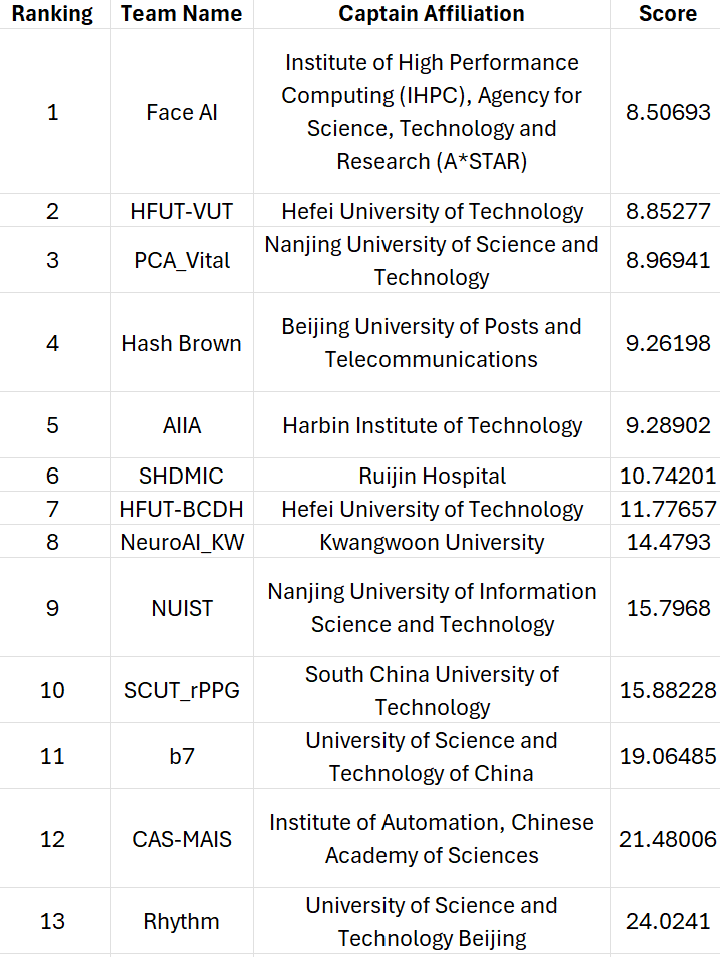 Ranking Team Name Captain Affiliation Score
1 Face AI Institute of High Performance Computing (IHPC), Agency for Science, Technology and Research (A*STAR) 8.50693
2 HFUT-VUT Hefei University of Technology 8.85277
3 PCA_Vital Nanjing University of Science and Technology 8.96941
4 Hash Brown Beijing University of Posts and Telecommunications 9.26198
5 AIIA Harbin Institute of Technology 9.28902
6 SHDMIC Ruijin Hospital 10.74201
7 HFUT-BCDH Hefei University of Technology 11.77657
8 NeuroAI_KW Kwangwoon University 14.4793
9 NUIST Nanjing University of Information Science and Technology 15.7968
10 SCUT_rPPG South China University of Technology 15.88228
11 b7 University of Science and Technology of China 19.06485
12 CAS-MAIS Institute of Automation, Chinese Academy of Sciences 21.48006
13 Rhythm University of Science and Technology Beijing 24.0241